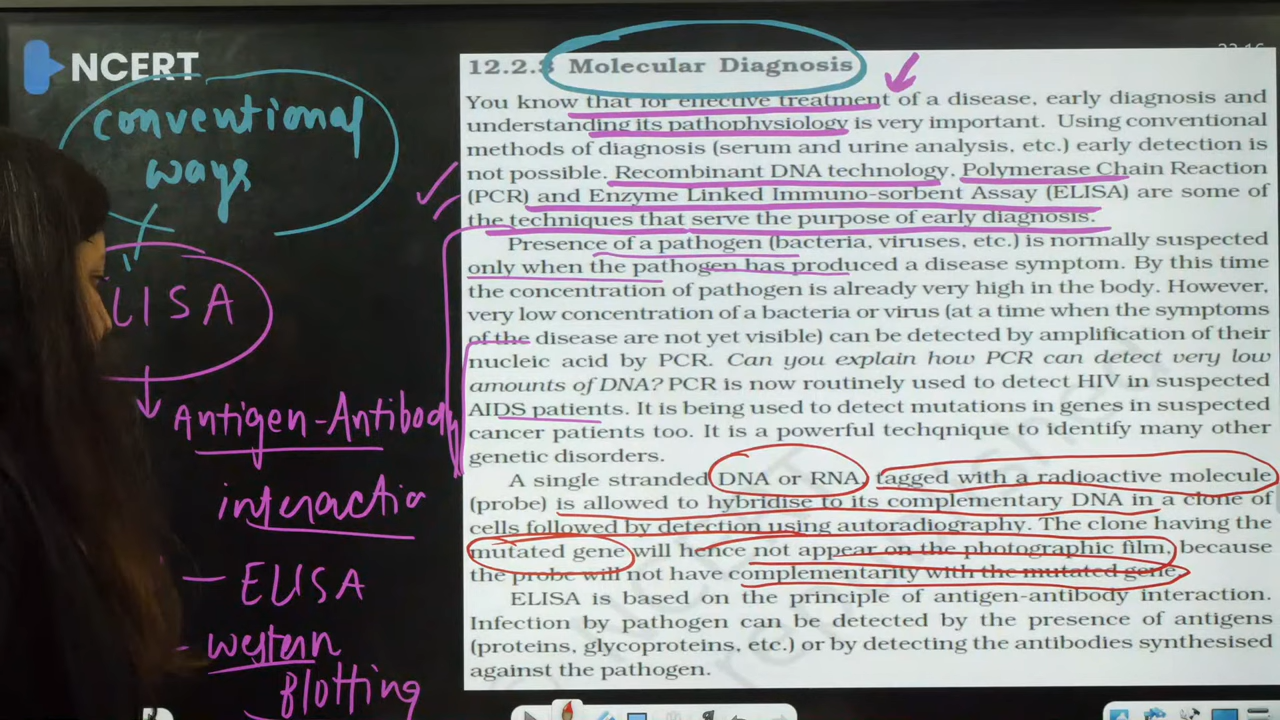 NCERT
conventional
ways
LISA
Antigen-Antibody
interactio
— ELISA
- western
Blotting
12.2.3 Molecular Diagnosis
You know that for effective treatment of a disease, early diagnosis and
understanding its pathophysiology is very important. Using conventional
methods of diagnosis (serum and urine analysis, etc.) early detection is
not possible. Recombinant DNA technology, Polymerase Chain Reaction
(PCR) and Enzyme Linked Immuno-sorbent Assay (ELISA) are some of
the techniques that serve the purpose of early diagnosis.
Presence of a pathogen (bacteria, viruses, etc.) is normally suspected
only when the pathogen has produced a disease symptom. By this time
the concentration of pathogen is already very high in the body. However,
very low concentration of a bacteria or virus (at a time when the symptoms
of the disease are not yet visible) can be detected by amplification of their
nucleic acid by PCR. Can you explain how PCR can detect very low
amounts of DNA? PCR is now routinely used to detect HIV in suspected
AIDS patients. It is being used to detect mutations in genes in suspected
cancer patients too. It is a powerful techqnique to identify many other
genetic disorders.
A single stranded DNA or RNA, tagged with a radioactive molecule
(probe) is allowed to hybridise to its complementary DNA in a clone of
cells followed by detection using autoradiography. The clone having the
mutated gene will hence not appear on the photographic film, because
the probe will not have complementarity with the mutated gene.
ELISA is based on the principle of antigen-antibody interaction.
Infection by pathogen can be detected by the presence of antigens
(proteins, glycoproteins, etc.) or by detecting the antibodies synthesised
against the pathogen.